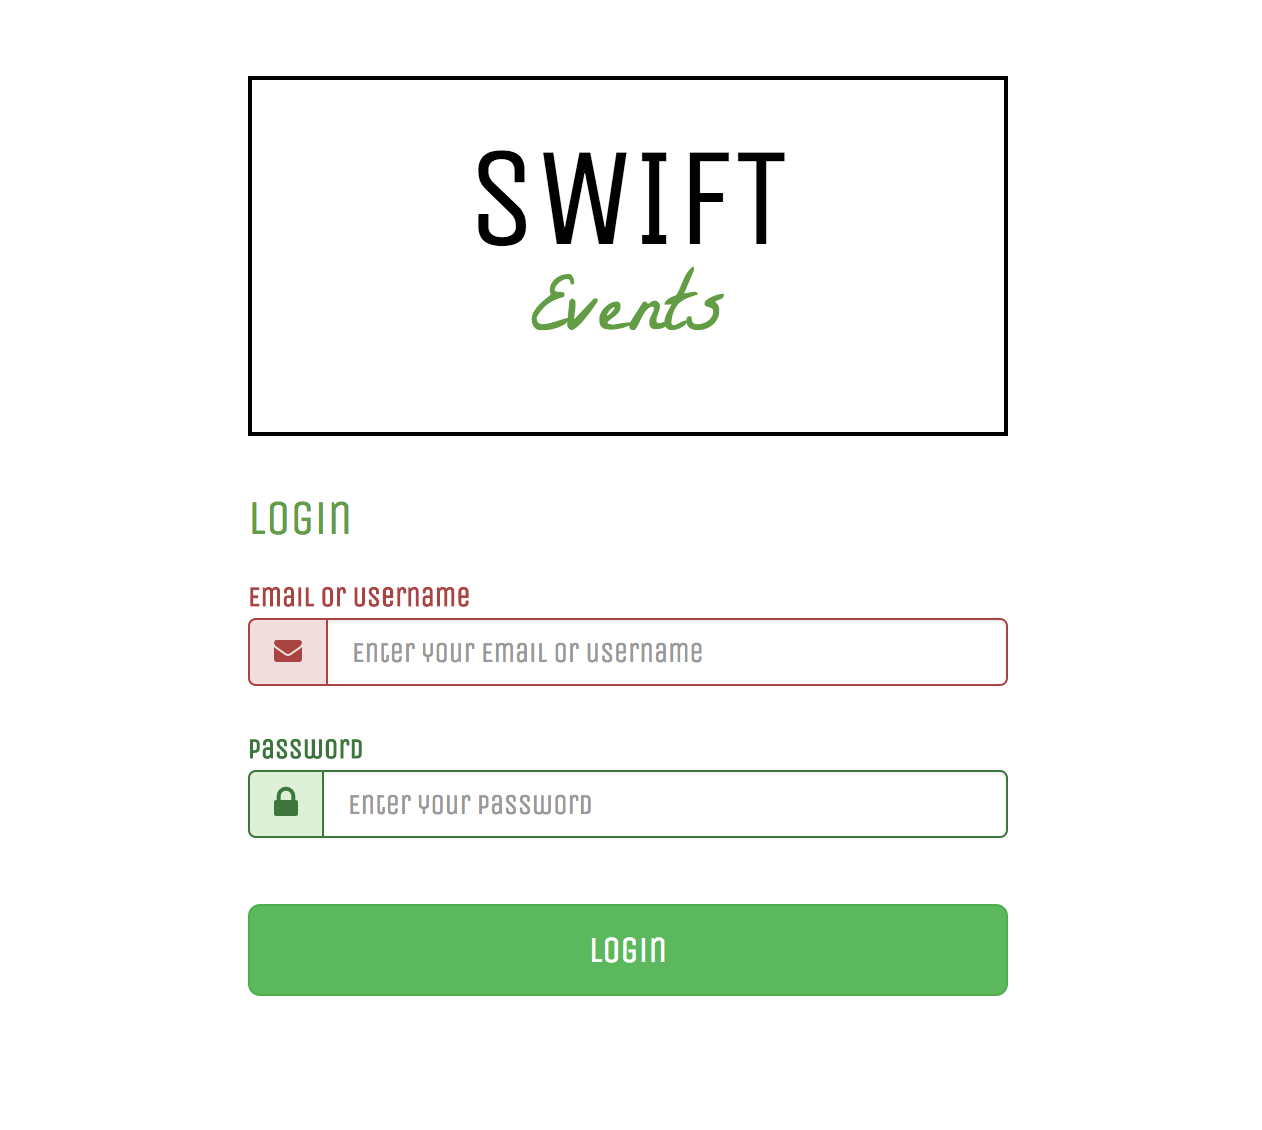 SWIFT
Events
Login
Email or Username
Enter your Email or Username
Password
Enter your Password
Login